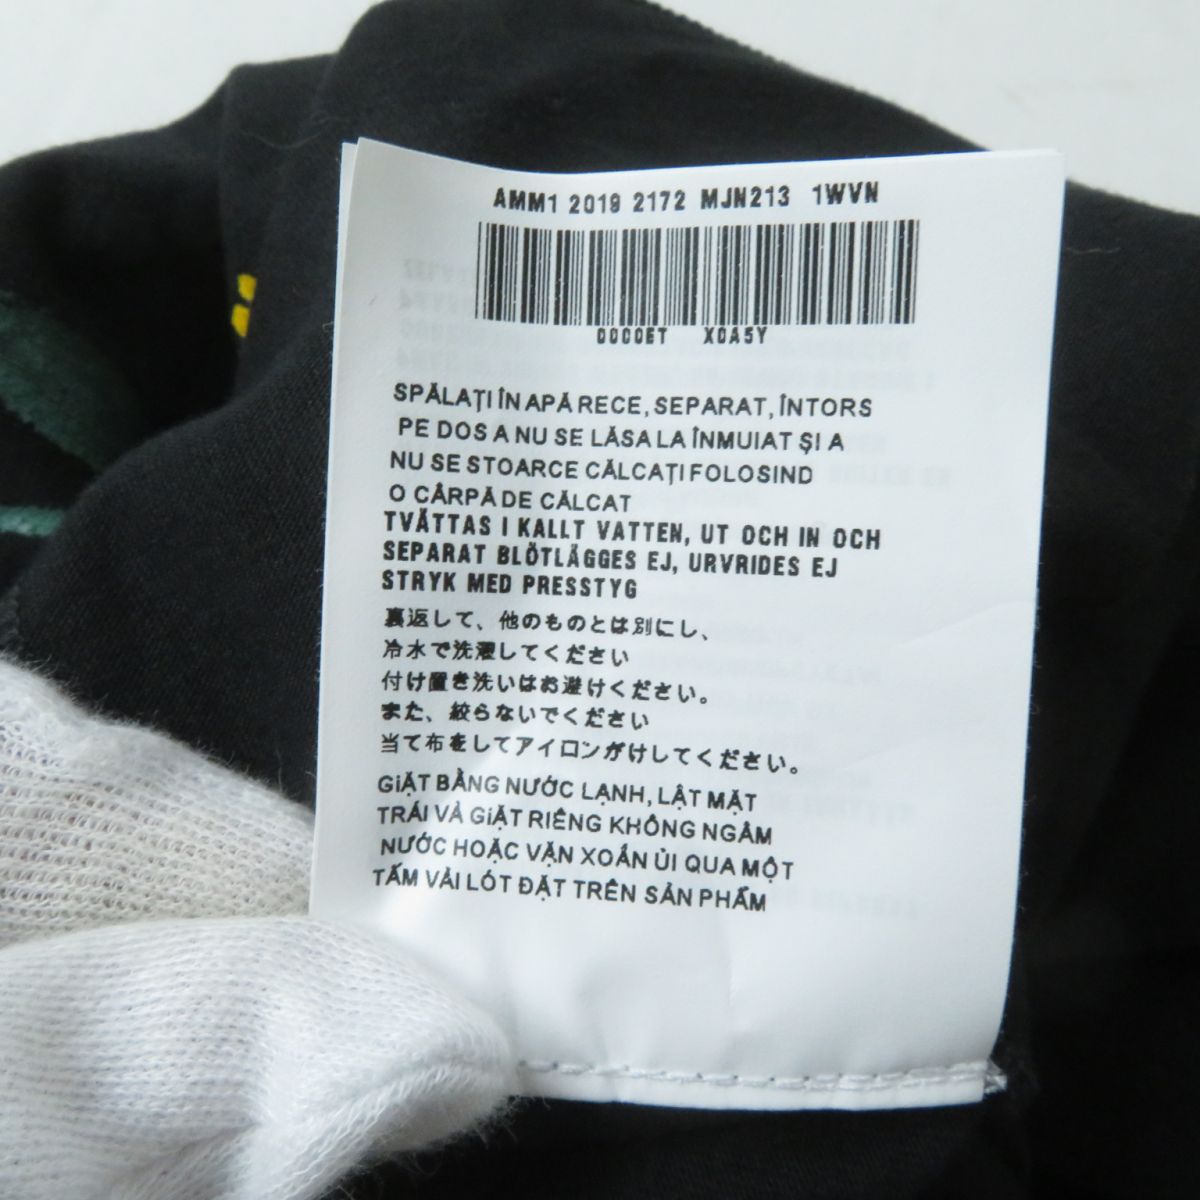 AMM1 2019 2172 MJN213 1WVN
0000ET X0A5Y
SPĂLAȚI ÎN APĂ RECE, SEPARAT, ÎNTORS
PE DOS A NU SE LĂSA LA ÎNMUIAT ȘI A
NU SE STOARCE CĂLCAȚI FOLOSIND
O CÂRPĂ DE CĂLCAT
TVÄTTAS I KALLT VATTEN, UT OCH IN OCH
SEPARAT BLÖTLÄGGES EJ, URVRIDES EJ
STRYK MED PRESSTYG
裏返して、他のものとは別にし、
冷水で洗濯してください
付け置き洗いはお避けください。
また、絞らないでください
当て布をしてアイロンがけしてください。
GiẶT BẰNG NƯỚC LẠNH, LẬT MẶT
TRÁI VÀ GiẶT RIÊNG KHÔNG NGÂM
NƯỚC HOẶC VẶN XOẮN ỦI QUA MỘT
TẤM VẢI LÓT ĐẶT TRÊN SẢN PHẨM